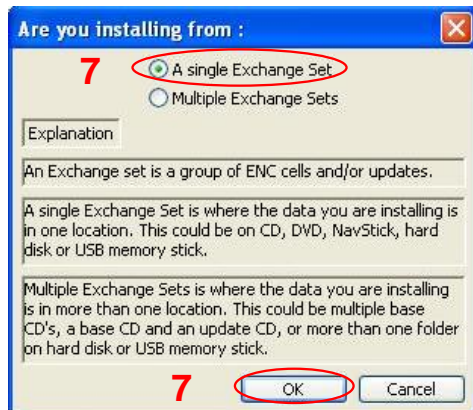 Are you installing from :
7 A single Exchange Set
Multiple Exchange Sets
Explanation
An Exchange set is a group of ENC cells and/or updates.
A single Exchange Set is where the data you are installing is
in one location. This could be on CD, DVD, NavStick, hard
disk or USB memory stick.
Multiple Exchange Sets is where the data you are installing
is in more than one location. This could be multiple base
CD's, a base CD and an update CD, or more than one folder
on hard disk or USB memory stick.
7 OK Cancel